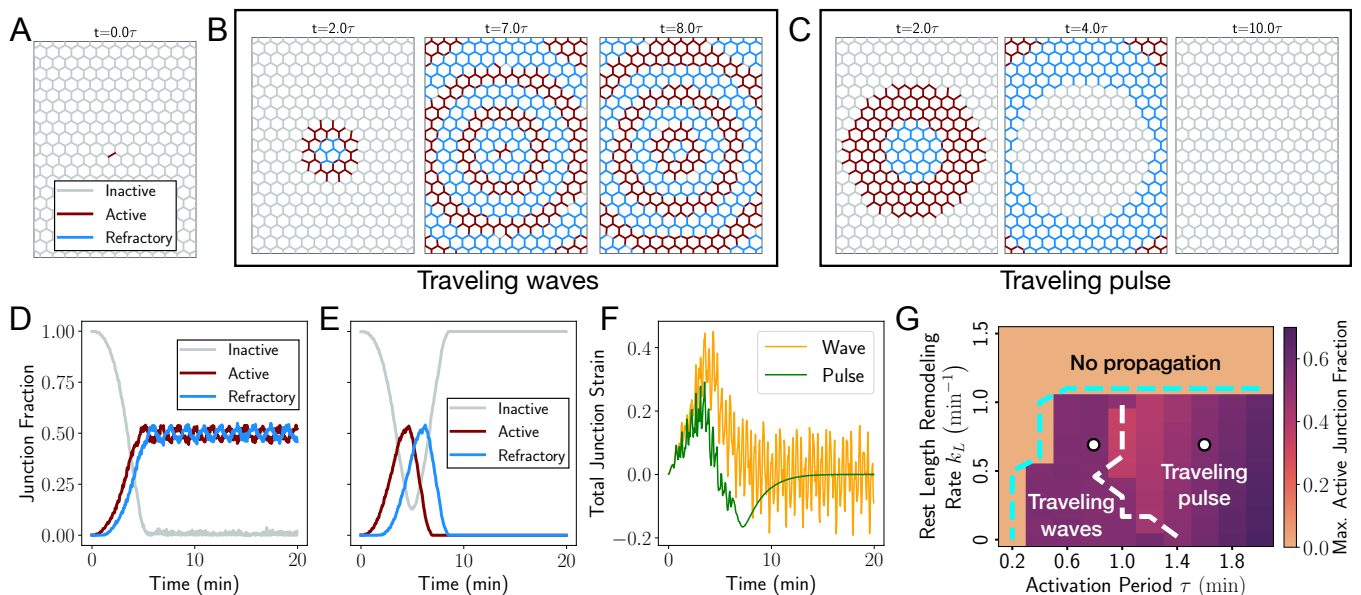 A
t=0.0τ
Inactive
Active
Refractory
B
t=2.0τ
t=7.0τ
t=8.0τ
Traveling waves
C
t=2.0τ
t=4.0τ
t=10.0τ
Traveling pulse
D
Junction Fraction
1.00
0.75
0.50
0.25
0.00
Inactive
Active
Refractory
0
10
20
Time (min)
E
Inactive
Active
Refractory
0
10
20
Time (min)
F
Total Junction Strain
0.4
0.2
0.0
−0.2
Wave
Pulse
0
10
20
Time (min)
G
Rest Length Remodeling
Rate k_L (min⁻¹)
1.5
1.0
0.5
0
No propagation
Traveling
waves
Traveling
pulse
0.2
0.6
1.0
1.4
1.8
Activation Period τ (min)
0.6
0.4
0.2
0.0
Max. Active Junction Fraction